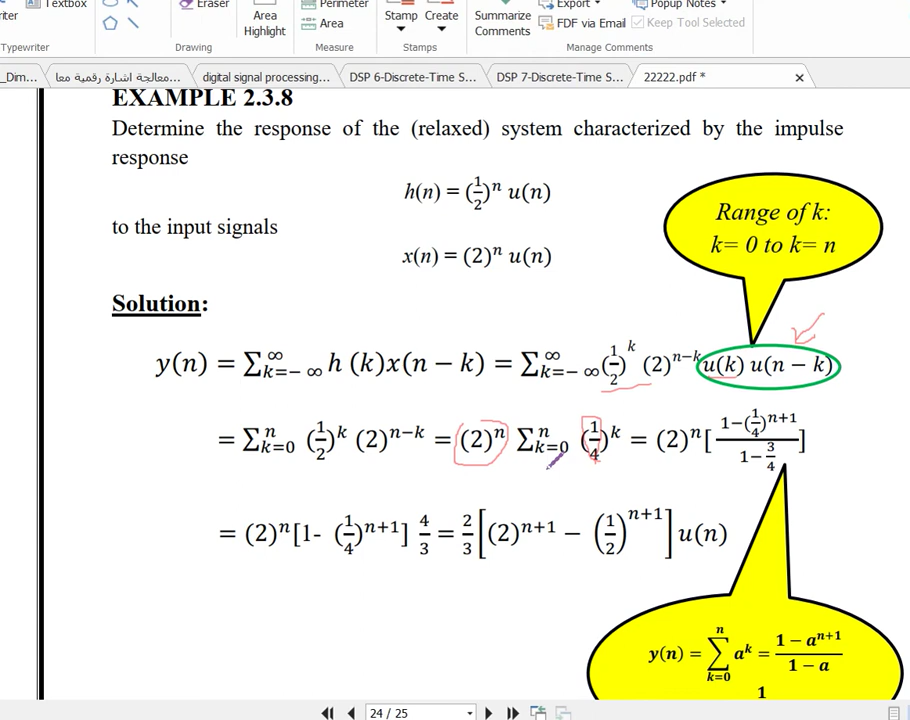 Textbox
Eraser
Perimeter
Export
Popup Notes
Area
Highlight
Area
Stamp
Create
Summarize
Comments
FDF via Email
Keep Tool Selected
Typewriter
Drawing
Measure
Stamps
Manage Comments
_Dim...
معالجة اشارة رقمية معا...
digital signal processing...
DSP 6-Discrete-Time S...
DSP 7-Discrete-Time S...
22222.pdf *
EXAMPLE 2.3.8
Determine the response of the (relaxed) system characterized by the impulse
response
h(n) = (1/2)ⁿ u(n)
to the input signals
x(n) = (2)ⁿ u(n)
Range of k:
k= 0 to k= n
Solution:
y(n) = ∑_{k=-∞}^{∞} h (k)x(n − k) = ∑_{k=-∞}^{∞} (1/2)^k (2)^{n−k} u(k) u(n − k)
= ∑_{k=0}^{n} (1/2)^k (2)^{n−k} = (2)^n ∑_{k=0}^{n} (1/4)^k = (2)^n [ (1−(1/4)^{n+1}) / (1−3/4) ]
= (2)^n [1- (1/4)^{n+1}] 4/3 = 2/3 [(2)^{n+1} − (1/2)^{n+1}] u(n)
y(n) = ∑_{k=0}^{n} a^k = (1 − a^{n+1}) / (1 − a)
1
24 / 25